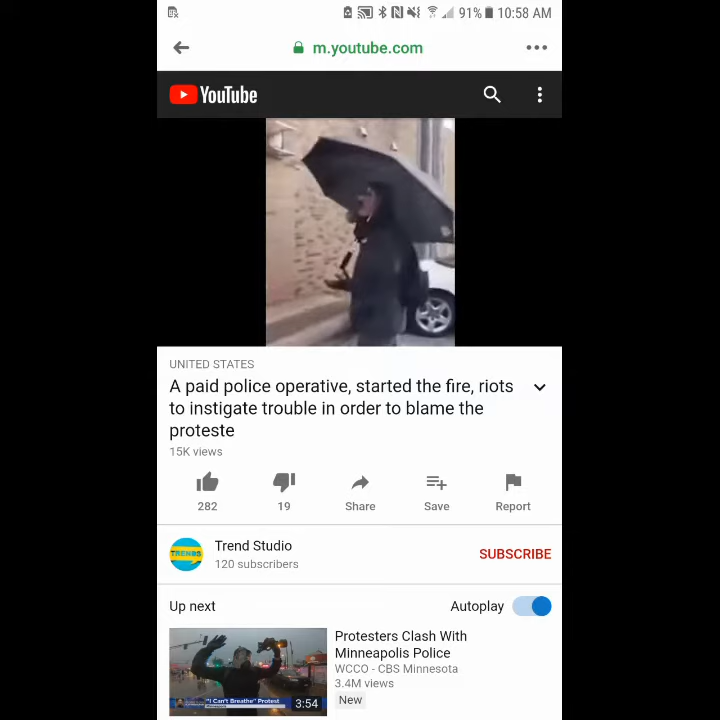 91% 10:58 AM
m.youtube.com
YouTube
UNITED STATES
A paid police operative, started the fire, riots
to instigate trouble in order to blame the
proteste
15K views
282 19 Share Save Report
TRENDS
Trend Studio
120 subscribers
SUBSCRIBE
Up next Autoplay
Protesters Clash With
Minneapolis Police
WCCO - CBS Minnesota
3.4M views
New
"I Can't Breathe" Protest
3:54